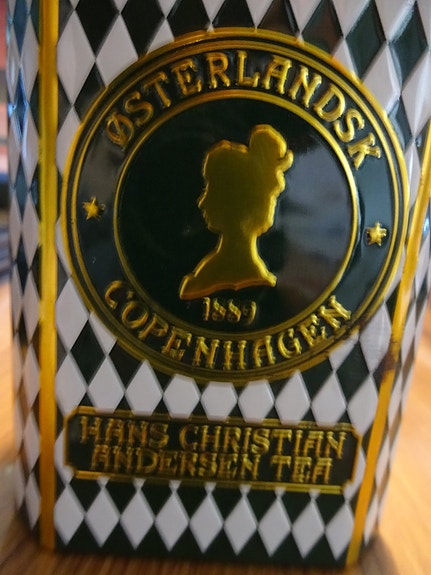 ØSTERLANDSK
1889
COPENHAGEN
HANS CHRISTIAN
ANDERSEN TEA